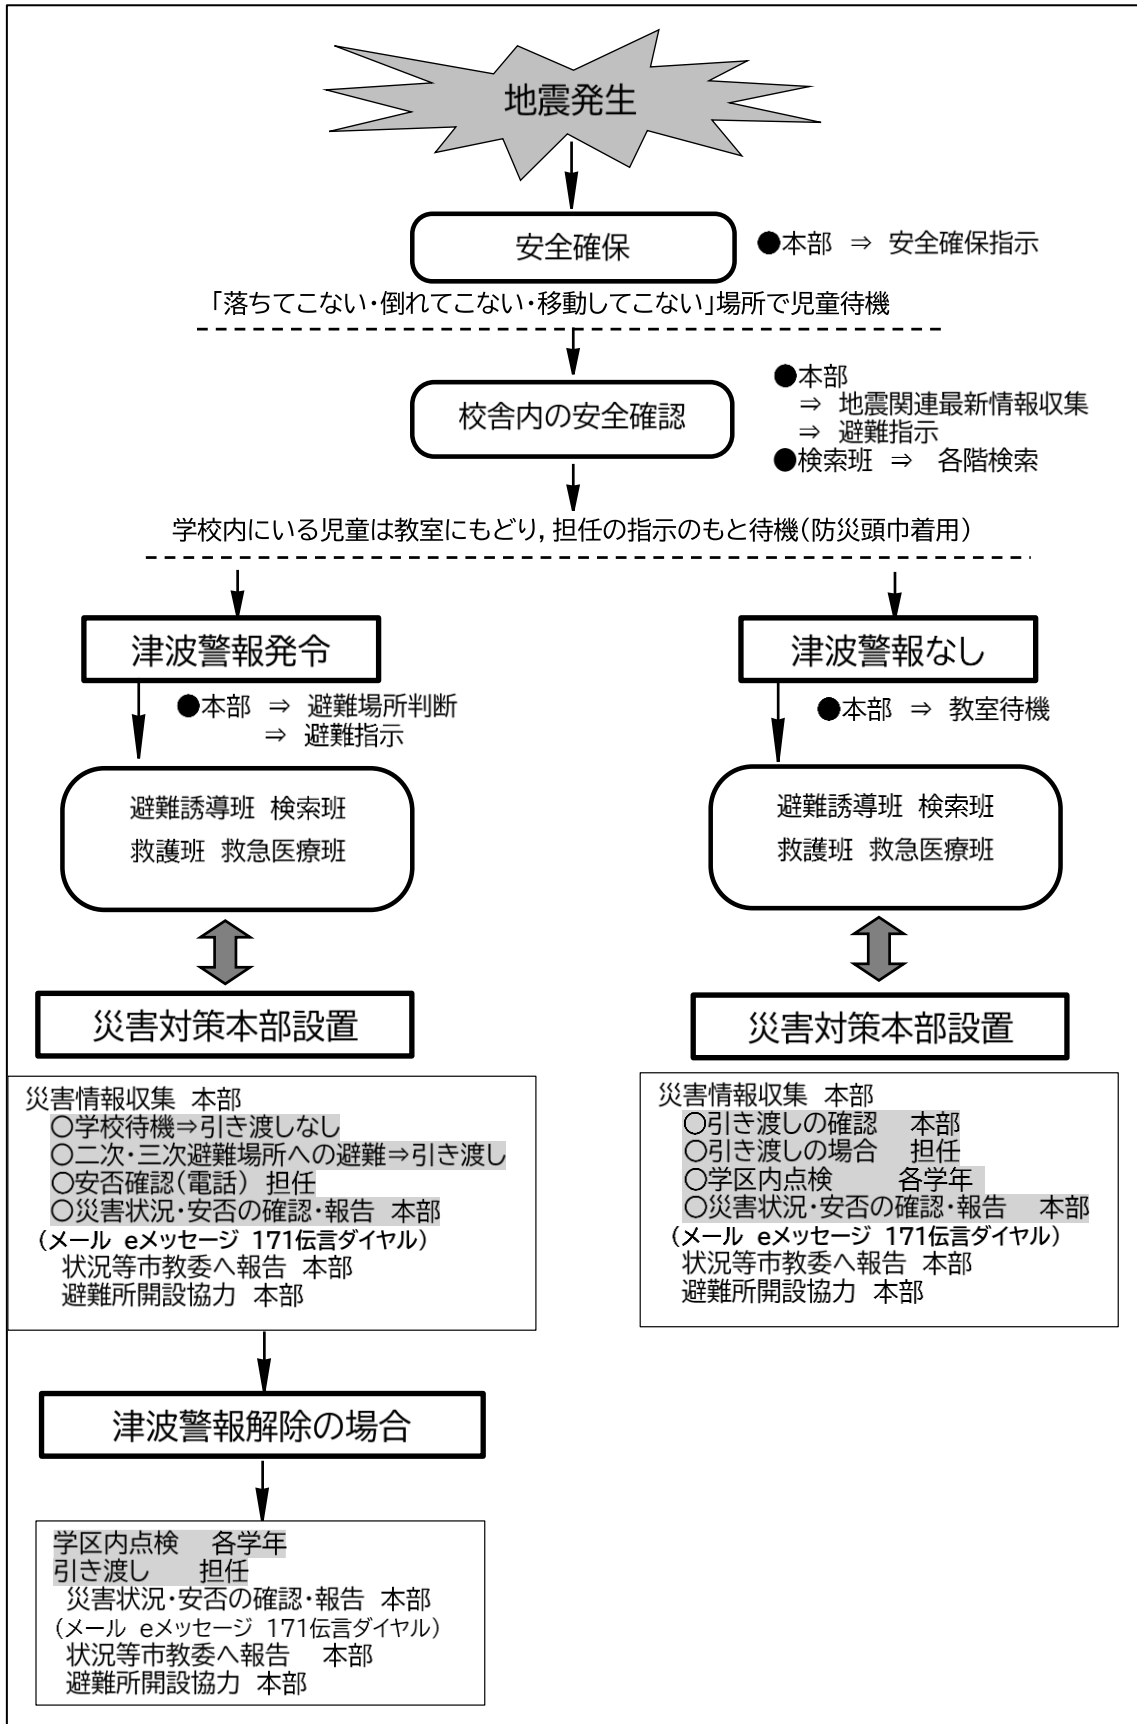 地震発生
安全確保
●本部 ⇒ 安全確保指示
「落ちてこない・倒れてこない・移動してこない」場所で児童待機
校舎内の安全確認
●本部
⇒ 地震関連最新情報収集
⇒ 避難指示
●検索班 ⇒ 各階検索
学校内にいる児童は教室にもどり，担任の指示のもと待機（防災頭巾着用）
津波警報発令
●本部 ⇒ 避難場所判断
⇒ 避難指示
避難誘導班 検索班
救護班 救急医療班
災害対策本部設置
災害情報収集 本部
○学校待機⇒引き渡しなし
○二次・三次避難場所への避難⇒引き渡し
○安否確認（電話） 担任
○災害状況・安否の確認・報告 本部
（メール eメッセージ 171伝言ダイヤル）
状況等市教委へ報告 本部
避難所開設協力 本部
津波警報解除の場合
学区内点検 各学年
引き渡し 担任
災害状況・安否の確認・報告 本部
（メール eメッセージ 171伝言ダイヤル）
状況等市教委へ報告 本部
避難所開設協力 本部
津波警報なし
●本部 ⇒ 教室待機
避難誘導班 検索班
救護班 救急医療班
災害対策本部設置
災害情報収集 本部
○引き渡しの確認 本部
○引き渡しの場合 担任
○学区内点検 各学年
○災害状況・安否の確認・報告 本部
（メール eメッセージ 171伝言ダイヤル）
状況等市教委へ報告 本部
避難所開設協力 本部